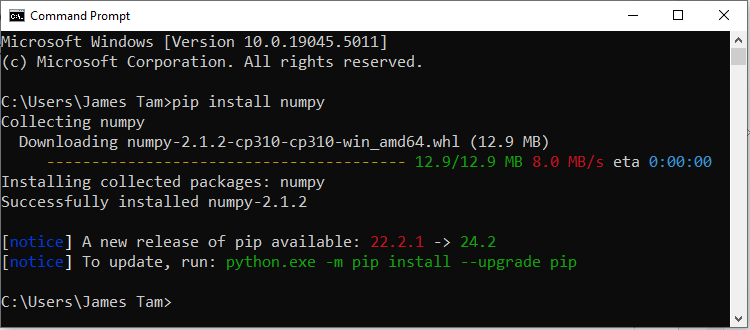 Command Prompt
Microsoft Windows [Version 10.0.19045.5011]
(c) Microsoft Corporation. All rights reserved.
C:\Users\James Tam>pip install numpy
Collecting numpy
  Downloading numpy-2.1.2-cp310-cp310-win_amd64.whl (12.9 MB)
     ---------------------------------------- 12.9/12.9 MB 8.0 MB/s eta 0:00:00
Installing collected packages: numpy
Successfully installed numpy-2.1.2
[notice] A new release of pip available: 22.2.1 -> 24.2
[notice] To update, run: python.exe -m pip install --upgrade pip
C:\Users\James Tam>